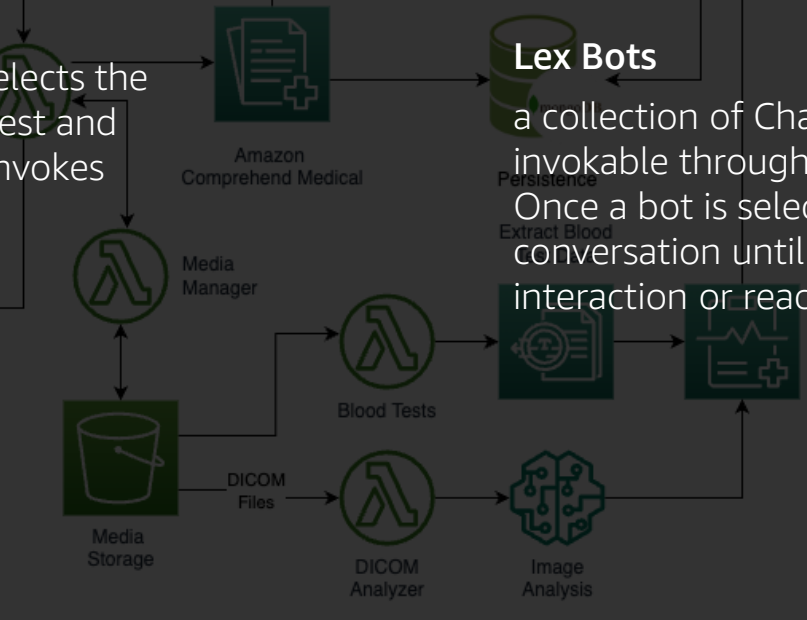 elects the
est and
nvokes
Lex Bots
a collection of Cha
invokable through
Once a bot is selec
conversation until
interaction or reac
Amazon
Comprehend Medical
Persistence
Extract Blood
Media
Manager
Blood Tests
DICOM
Files
Media
Storage
DICOM
Analyzer
Image
Analysis